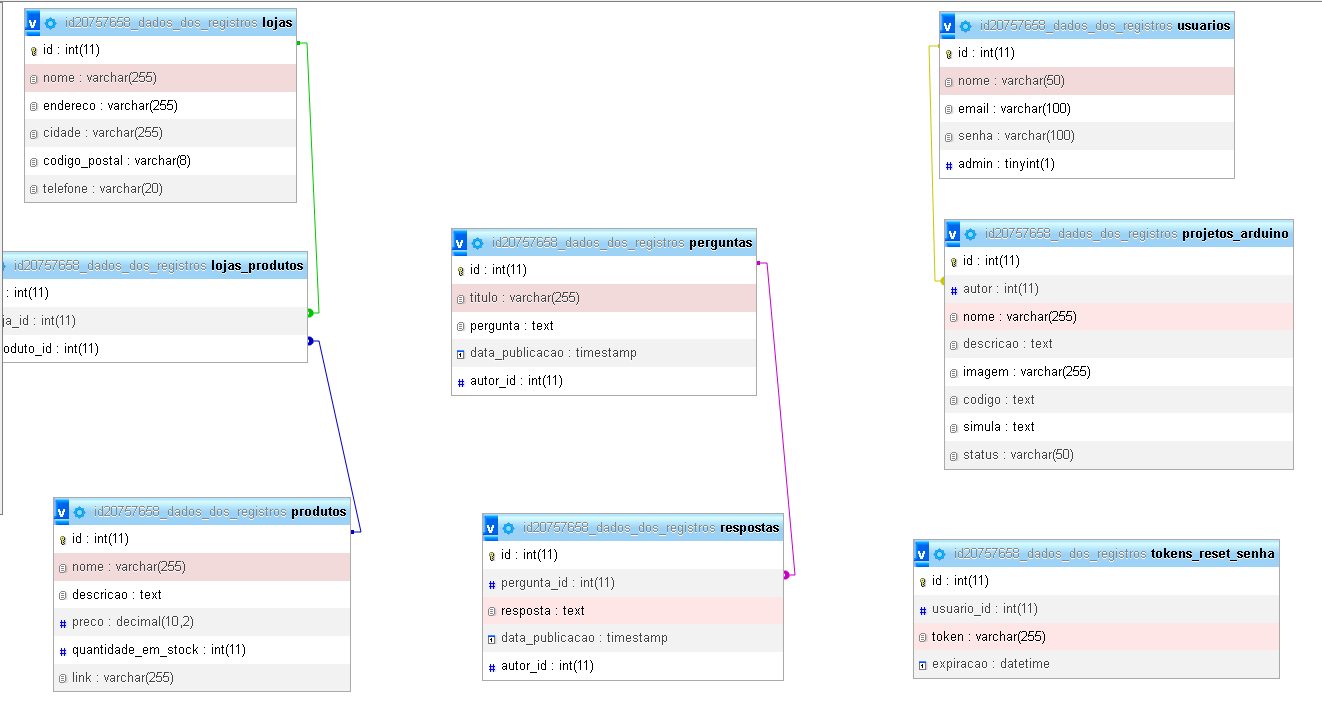 id20757658_dados_dos_registros lojas
id : int(11)
nome : varchar(255)
endereco : varchar(255)
cidade : varchar(255)
codigo_postal : varchar(8)
telefone : varchar(20)
id20757658_dados_dos_registros lojas_produtos
: int(11)
ja_id : int(11)
oduto_id : int(11)
id20757658_dados_dos_registros produtos
id : int(11)
nome : varchar(255)
descricao : text
# preco : decimal(10,2)
# quantidade_em_stock : int(11)
link : varchar(255)
id20757658_dados_dos_registros perguntas
id : int(11)
titulo : varchar(255)
pergunta : text
data_publicacao : timestamp
# autor_id : int(11)
id20757658_dados_dos_registros respostas
id : int(11)
# pergunta_id : int(11)
resposta : text
data_publicacao : timestamp
# autor_id : int(11)
id20757658_dados_dos_registros usuarios
id : int(11)
nome : varchar(50)
email : varchar(100)
senha : varchar(100)
# admin : tinyint(1)
id20757658_dados_dos_registros projetos_arduino
id : int(11)
# autor : int(11)
nome : varchar(255)
descricao : text
imagem : varchar(255)
codigo : text
simula : text
status : varchar(50)
id20757658_dados_dos_registros tokens_reset_senha
id : int(11)
# usuario_id : int(11)
token : varchar(255)
expiracao : datetime